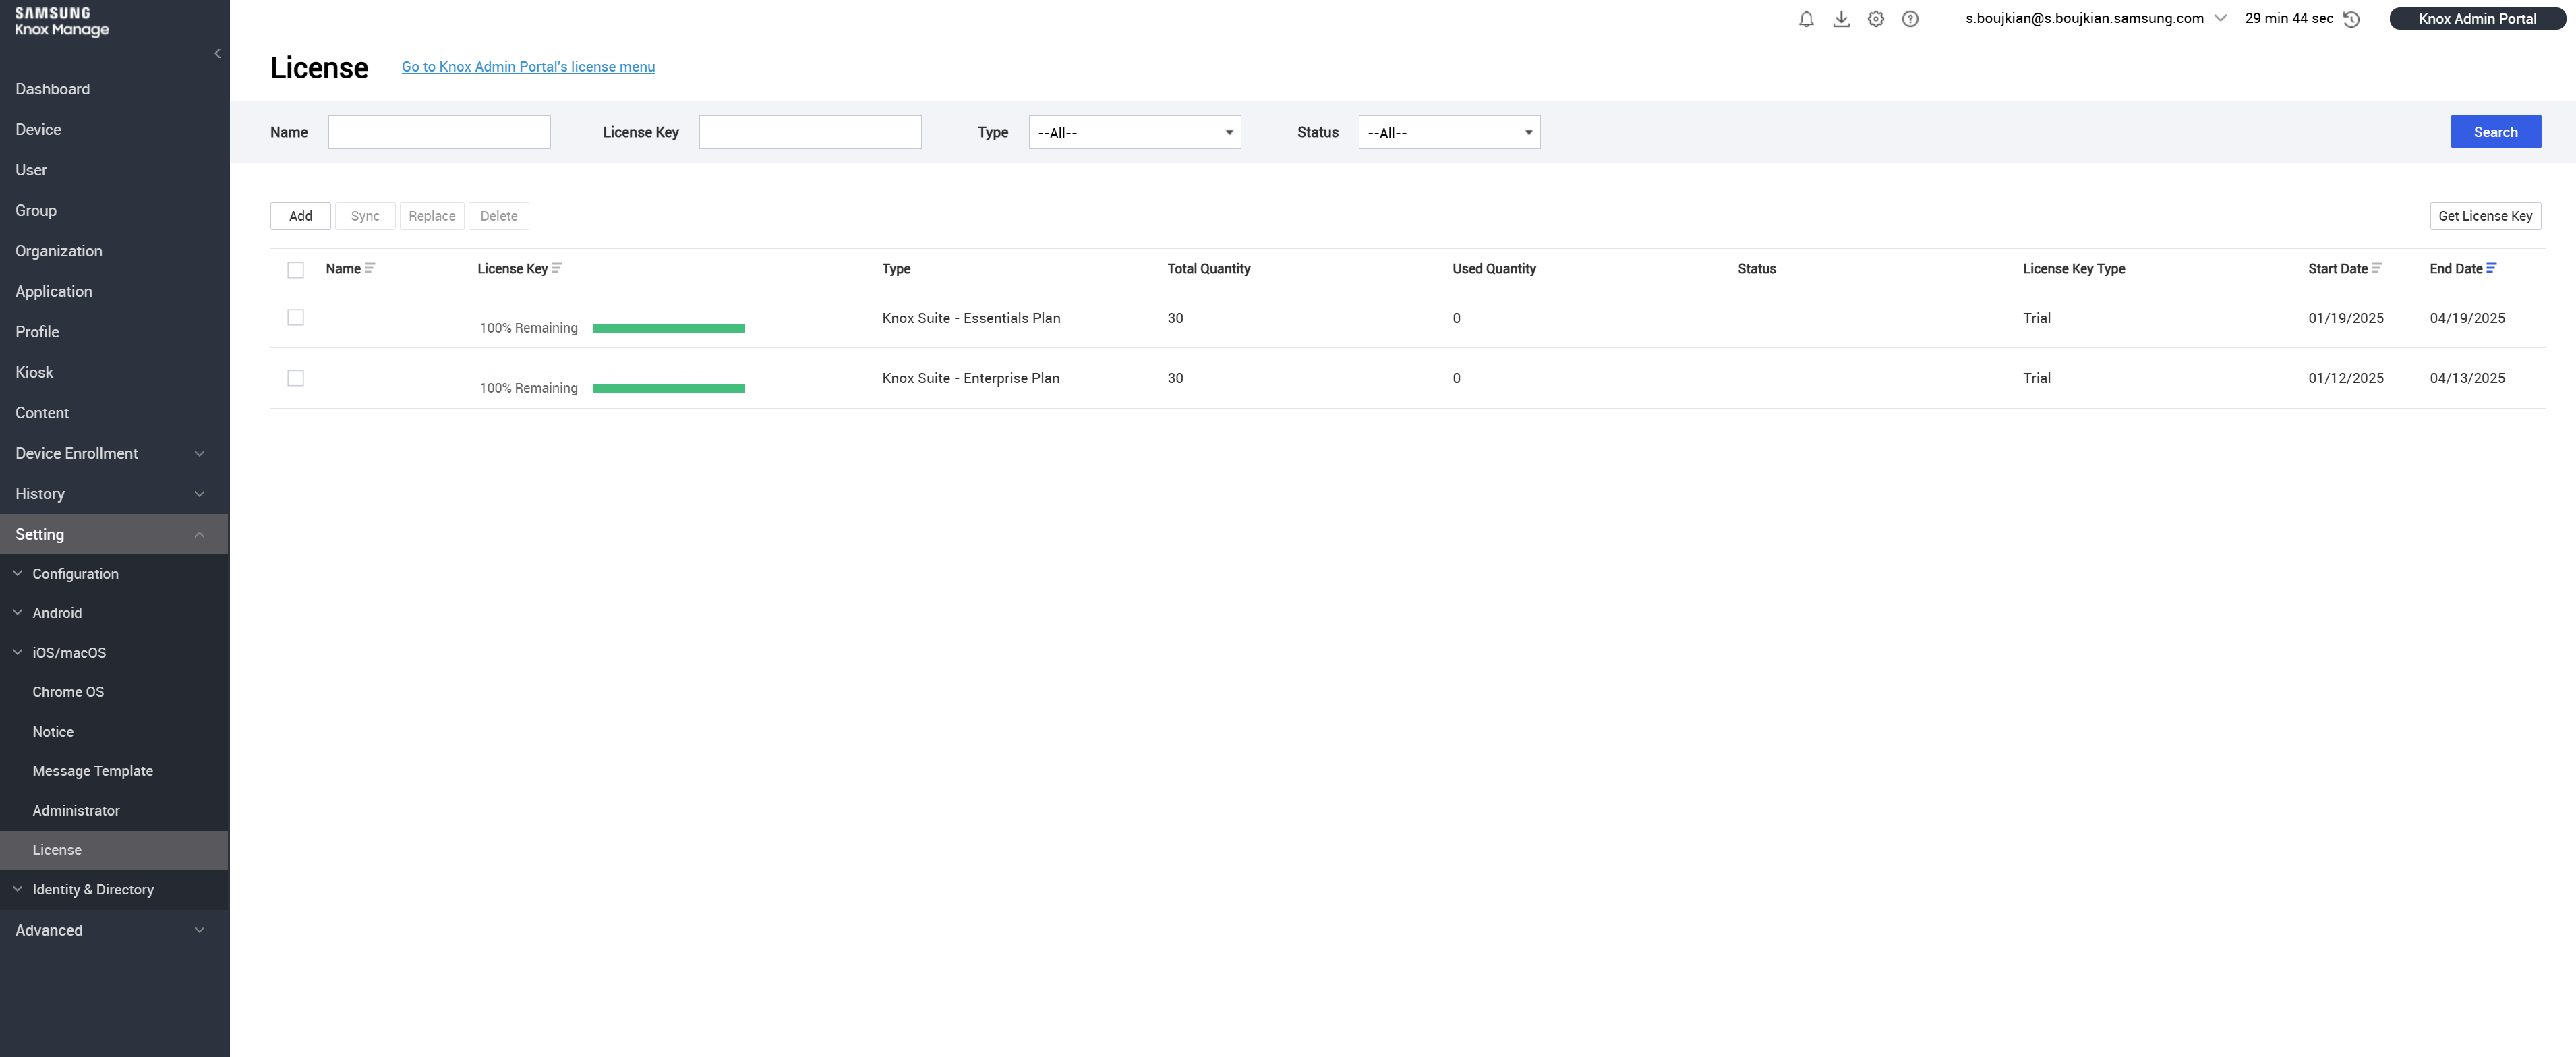 SAMSUNG
Knox Manage
s.boujkian@s.boujkian.samsung.com
29 min 44 sec
Knox Admin Portal
License
Go to Knox Admin Portal's license menu
Name
License Key
Type
--All--
Status
--All--
Search
Add
Sync
Replace
Delete
Get License Key
Name
License Key
Type
Total Quantity
Used Quantity
Status
License Key Type
Start Date
End Date
100% Remaining
Knox Suite - Essentials Plan
30
0
Trial
01/19/2025
04/19/2025
100% Remaining
Knox Suite - Enterprise Plan
30
0
Trial
01/12/2025
04/13/2025
Dashboard
Device
User
Group
Organization
Application
Profile
Kiosk
Content
Device Enrollment
History
Setting
Configuration
Android
iOS/macOS
Chrome OS
Notice
Message Template
Administrator
License
Identity & Directory
Advanced